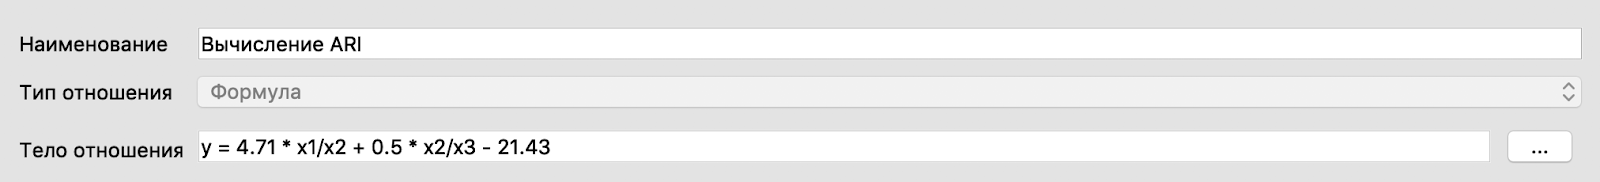 Наименование Вычисление ARI
Тип отношения Формула
Тело отношения y = 4.71 * x1/x2 + 0.5 * x2/x3 - 21.43 ...